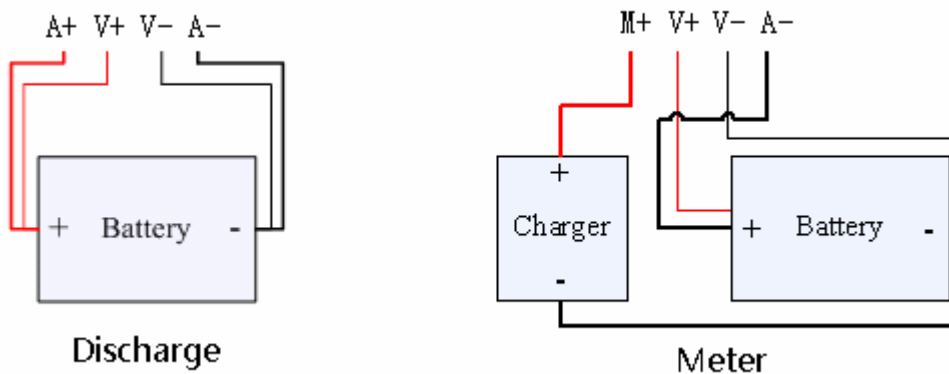 A+ V+ V- A-
+ Battery -
Discharge
M+ V+ V- A-
+
Charger
-
+ Battery -
Meter